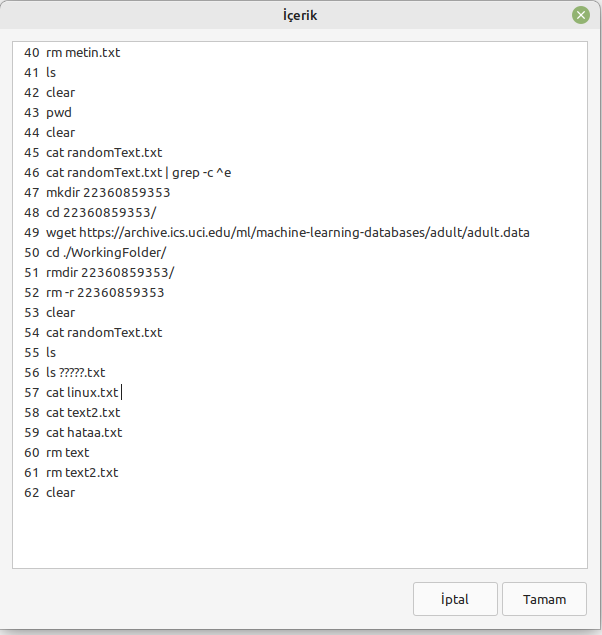 İçerik
40 rm metin.txt
41 ls
42 clear
43 pwd
44 clear
45 cat randomText.txt
46 cat randomText.txt | grep -c ^e
47 mkdir 22360859353
48 cd 22360859353/
49 wget https://archive.ics.uci.edu/ml/machine-learning-databases/adult/adult.data
50 cd ./WorkingFolder/
51 rmdir 22360859353/
52 rm -r 22360859353
53 clear
54 cat randomText.txt
55 ls
56 ls ?????.txt
57 cat linux.txt
58 cat text2.txt
59 cat hataa.txt
60 rm text
61 rm text2.txt
62 clear
İptal
Tamam